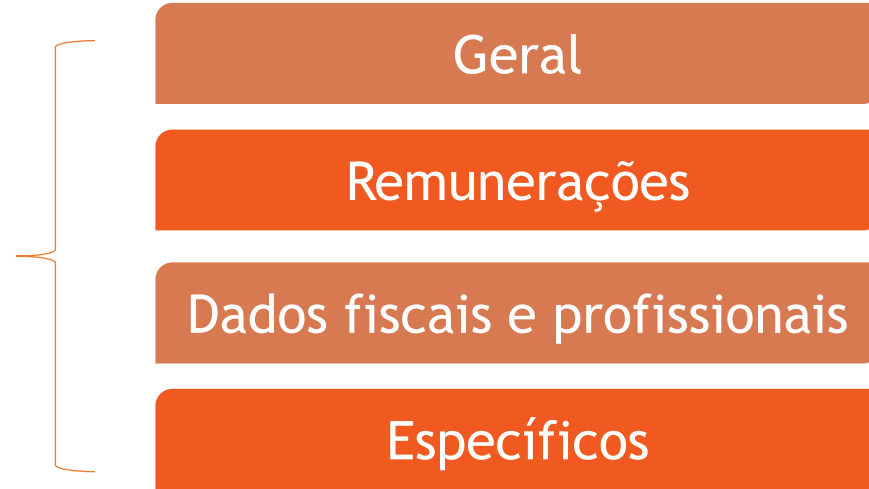 Geral
Remunerações
Dados fiscais e profissionais
Específicos